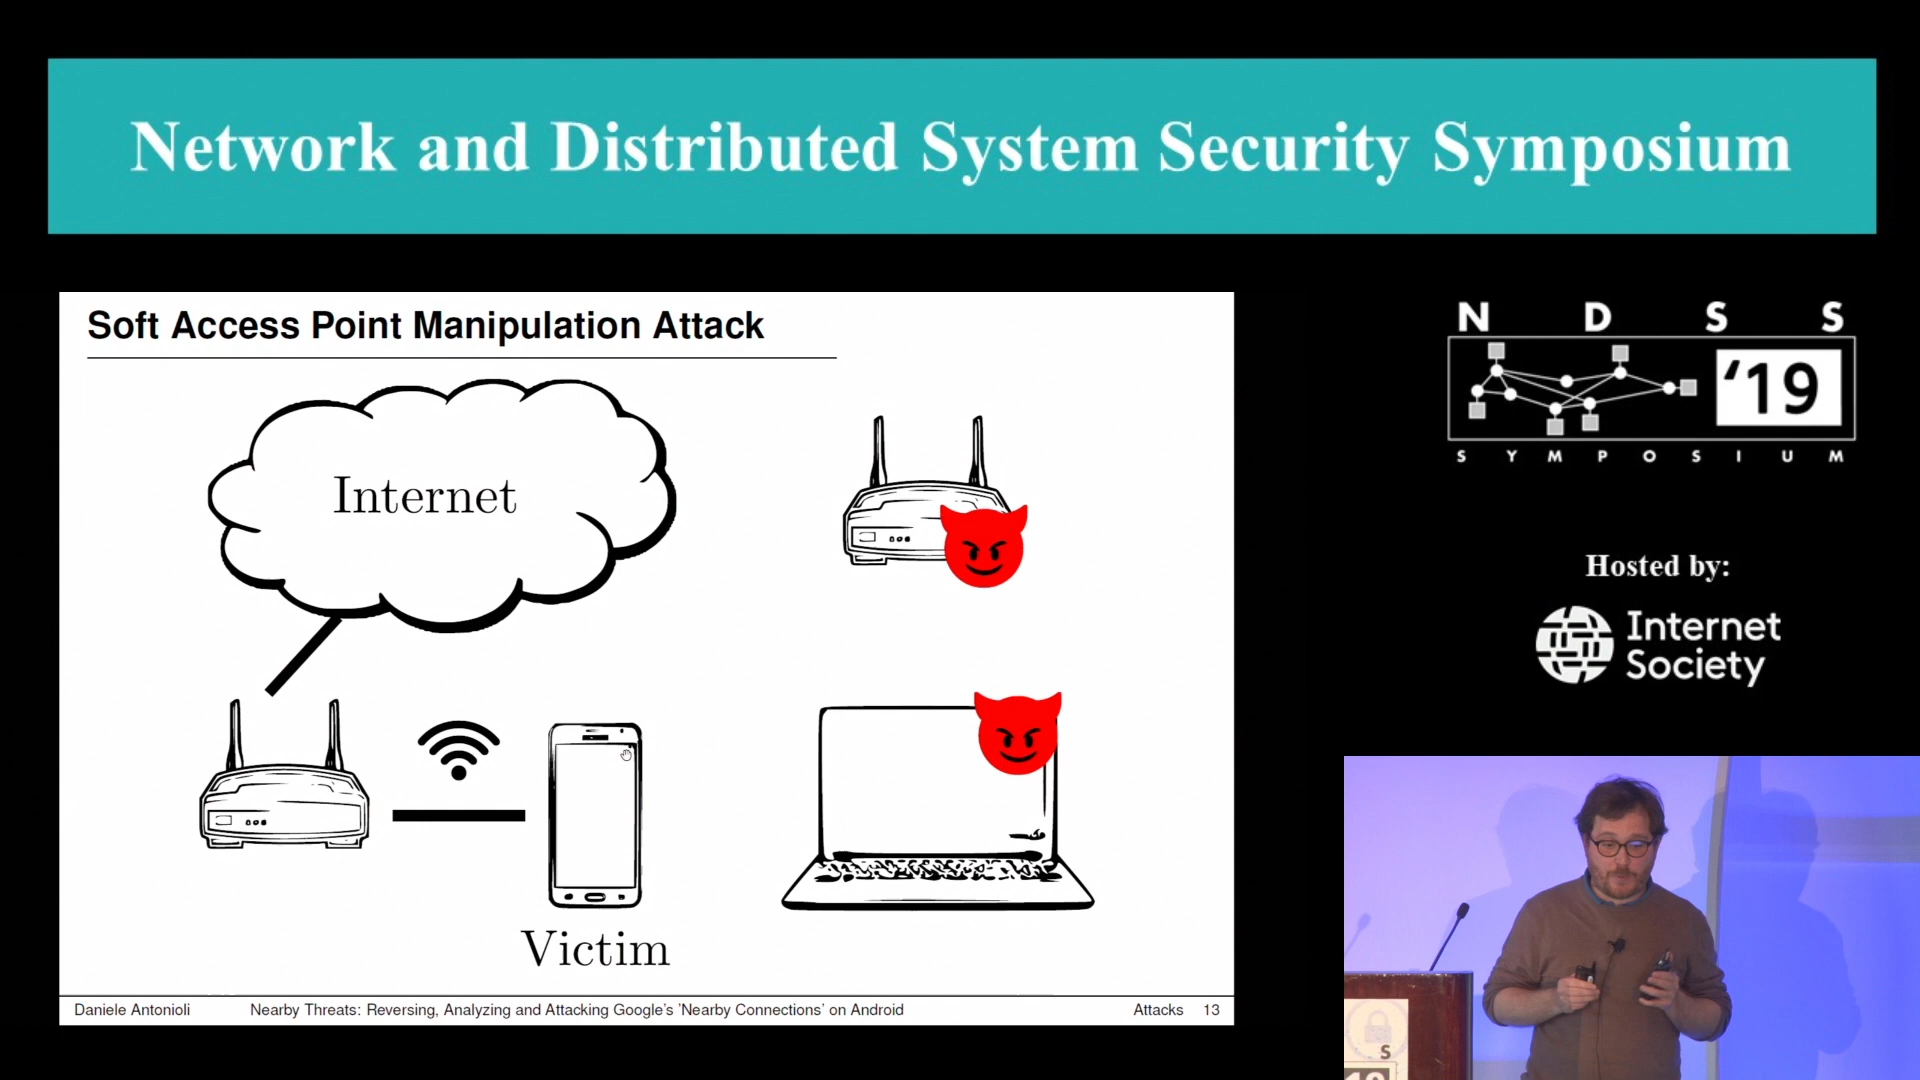 Network and Distributed System Security Symposium
Soft Access Point Manipulation Attack
Internet
Victim
Daniele Antonioli
Nearby Threats: Reversing, Analyzing and Attacking Google's 'Nearby Connections' on Android
Attacks 13
N D S S
'19
S Y M P O S I U M
Hosted by:
Internet
Society
S
19